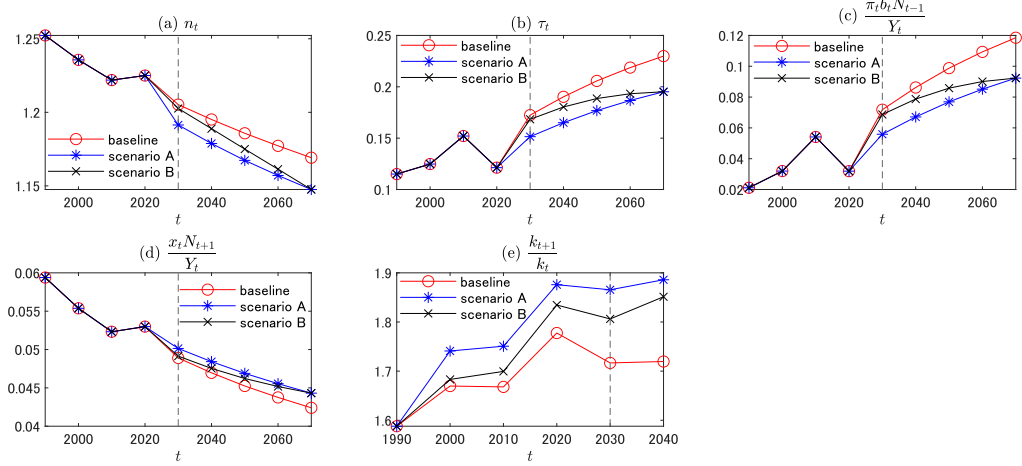 (a) n_t
1.25
1.2
1.15
baseline
scenario A
scenario B
2000 2020 2040 2060
t
(b) τ_t
0.25
0.2
0.15
0.1
baseline
scenario A
scenario B
2000 2020 2040 2060
t
(c) π_t b_t N_{t−1} / Y_t
0.12
0.10
0.08
0.06
0.04
0.02
baseline
scenario A
scenario B
2000 2020 2040 2060
t
(d) x_t N_{t+1} / Y_t
0.06
0.055
0.05
0.045
0.04
baseline
scenario A
scenario B
2000 2020 2040 2060
t
(e) k_{t+1} / k_t
1.9
1.8
1.7
1.6
baseline
scenario A
scenario B
1990 2000 2010 2020 2030 2040
t